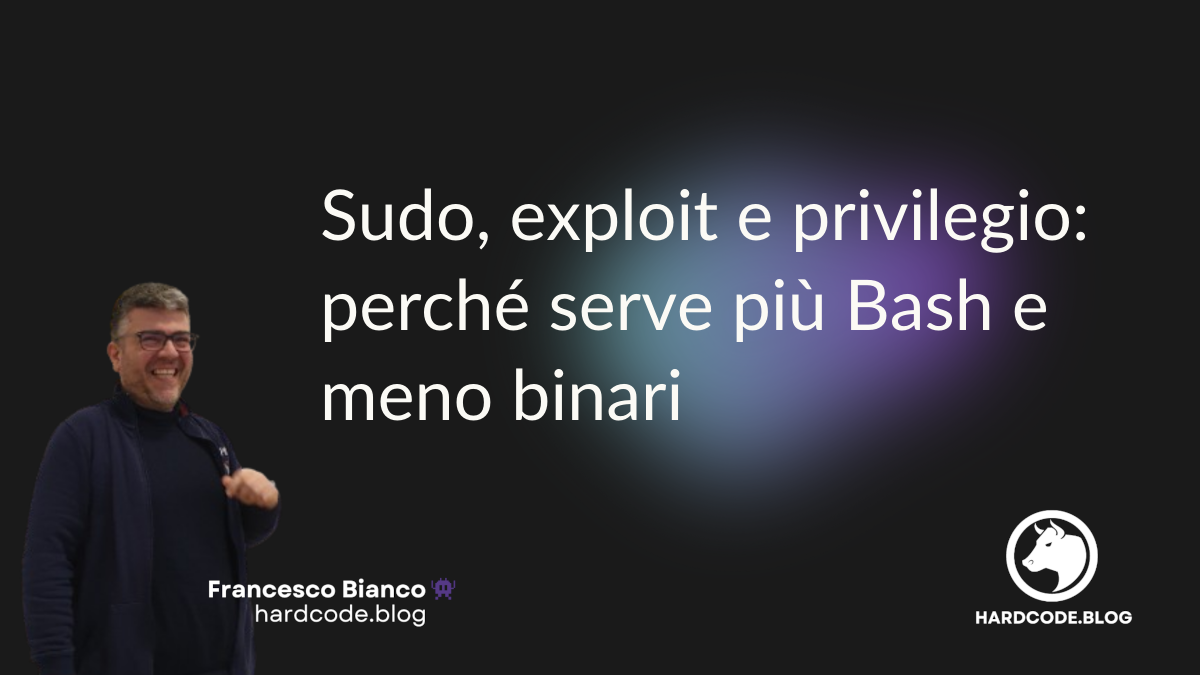 Sudo, exploit e privilegio:
perché serve più Bash e
meno binari
Francesco Bianco
hardcode.blog
HARDCODE.BLOG